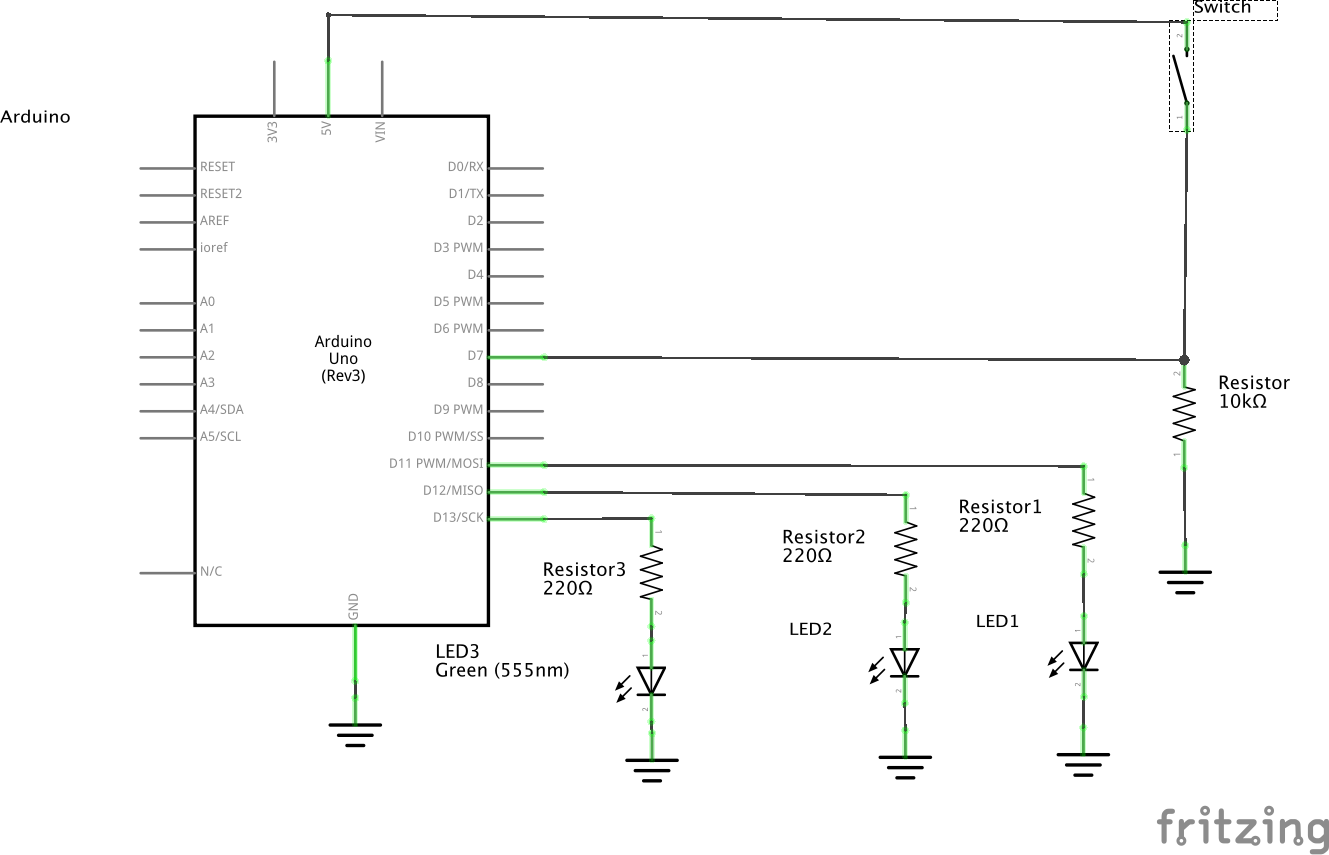 Switch
2
1
Arduino
3V3
5V
VIN
RESET
RESET2
AREF
ioref
A0
A1
A2
A3
A4/SDA
A5/SCL
N/C
D0/RX
D1/TX
D2
D3 PWM
D4
D5 PWM
D6 PWM
D7
D8
D9 PWM
D10 PWM/SS
D11 PWM/MOSI
D12/MISO
D13/SCK
GND
Arduino
Uno
(Rev3)
2
Resistor
10kΩ
1
1
Resistor1
220Ω
2
1
Resistor2
220Ω
2
1
Resistor3
220Ω
2
LED1
1
2
LED2
1
2
LED3
Green (555nm)
1
2
fritzing